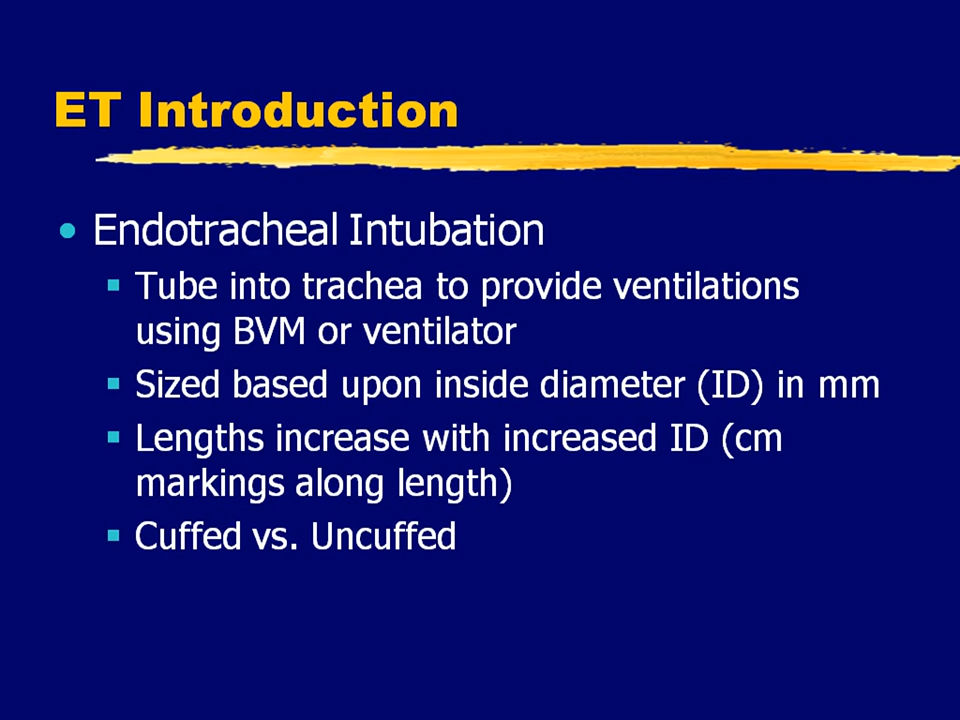 ET Introduction
• Endotracheal Intubation
▪ Tube into trachea to provide ventilations
using BVM or ventilator
▪ Sized based upon inside diameter (ID) in mm
▪ Lengths increase with increased ID (cm
markings along length)
▪ Cuffed vs. Uncuffed